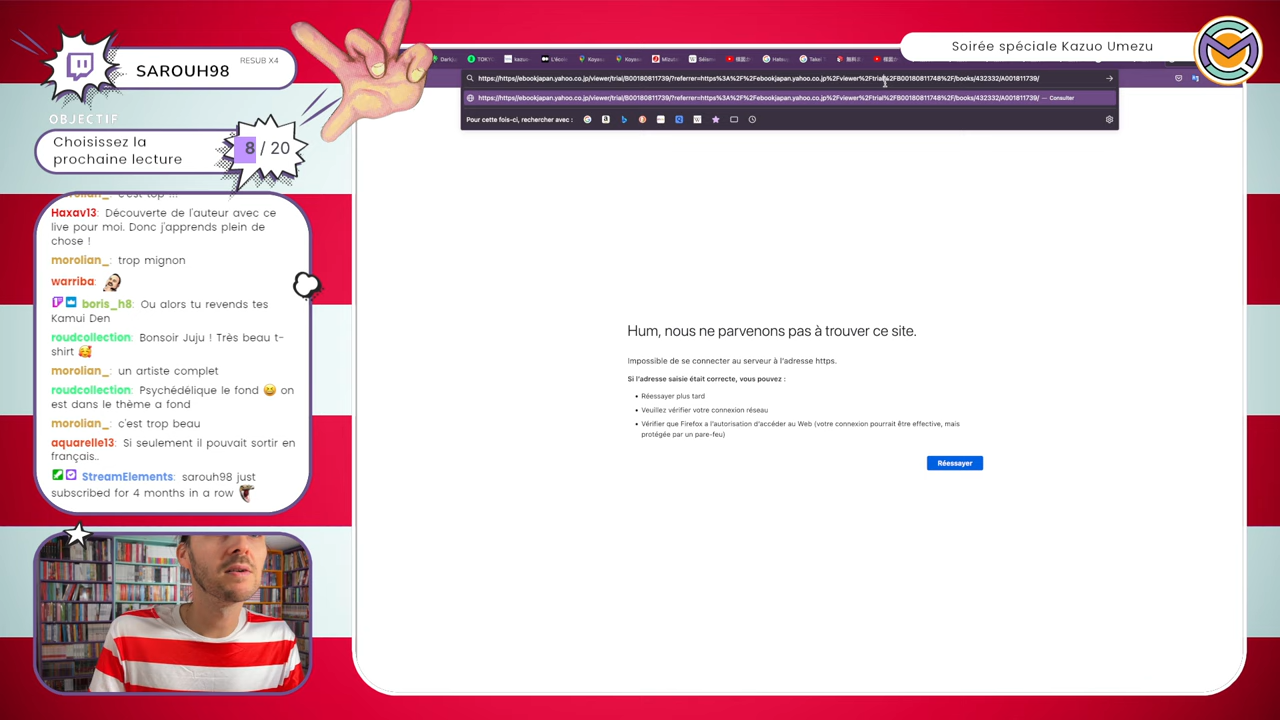 SAROUH98
RESUB X4
OBJECTIF
Choisissez la
prochaine lecture
8 / 20
morolian_: c'est top !!!
Haxav13: Découverte de l'auteur avec ce
live pour moi. Donc j'apprends plein de
chose !
morolian_: trop mignon
warriba:
boris_h8: Ou alors tu revends tes
Kamui Den
roudcollection: Bonsoir Juju ! Très beau t-
shirt 🥰
morolian_: un artiste complet
roudcollection: Psychédélique le fond 😄 on
est dans le thème a fond
morolian_: c'est trop beau
aquarelle13: Si seulement il pouvait sortir en
français..
StreamElements: sarouh98 just
subscribed for 4 months in a row
Soirée spéciale Kazuo Umezu
https://https//ebookjapan.yahoo.co.jp/viewer/trial/B00180811739/?referrer=https%3A%2F%2Febookjapan.yahoo.co.jp%2Fviewer%2Ftrial%2FB00180811748%2F/books/432332/A001811739/
https://https//ebookjapan.yahoo.co.jp/viewer/trial/B00180811739/?referrer=https%3A%2F%2Febookjapan.yahoo.co.jp%2Fviewer%2Ftrial%2FB00180811748%2F/books/432332/A001811739/ — Consulter
Pour cette fois-ci, rechercher avec :
Hum, nous ne parvenons pas à trouver ce site.
Impossible de se connecter au serveur à l'adresse https.
Si l'adresse saisie était correcte, vous pouvez :
• Réessayer plus tard
• Veuillez vérifier votre connexion réseau
• Vérifier que Firefox a l'autorisation d'accéder au Web (votre connexion pourrait être effective, mais
protégée par un pare-feu)
Réessayer